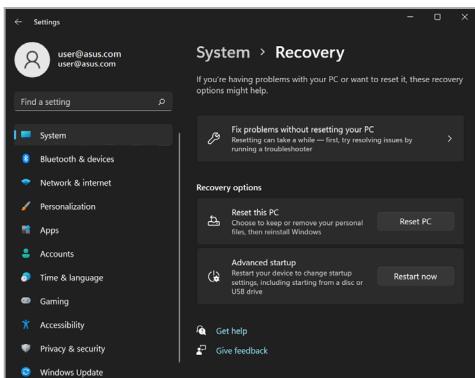 Settings
user@asus.com
user@asus.com
Find a setting
System
Bluetooth & devices
Network & internet
Personalization
Apps
Accounts
Time & language
Gaming
Accessibility
Privacy & security
Windows Update
System > Recovery
If you're having problems with your PC or want to reset it, these recovery
options might help.
Fix problems without resetting your PC
Resetting can take a while — first, try resolving issues by
running a troubleshooter
Recovery options
Reset this PC
Choose to keep or remove your personal
files, then reinstall Windows
Reset PC
Advanced startup
Restart your device to change startup
settings, including starting from a disc or
USB drive
Restart now
Get help
Give feedback